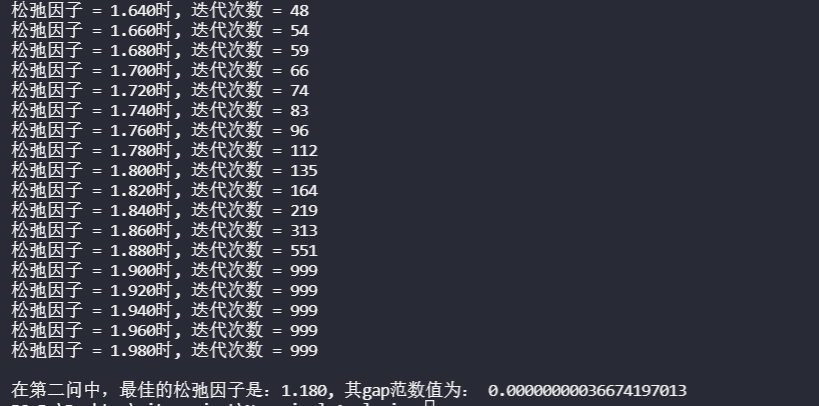 松弛因子 = 1.640时, 迭代次数 = 48
松弛因子 = 1.660时, 迭代次数 = 54
松弛因子 = 1.680时, 迭代次数 = 59
松弛因子 = 1.700时, 迭代次数 = 66
松弛因子 = 1.720时, 迭代次数 = 74
松弛因子 = 1.740时, 迭代次数 = 83
松弛因子 = 1.760时, 迭代次数 = 96
松弛因子 = 1.780时, 迭代次数 = 112
松弛因子 = 1.800时, 迭代次数 = 135
松弛因子 = 1.820时, 迭代次数 = 164
松弛因子 = 1.840时, 迭代次数 = 219
松弛因子 = 1.860时, 迭代次数 = 313
松弛因子 = 1.880时, 迭代次数 = 551
松弛因子 = 1.900时, 迭代次数 = 999
松弛因子 = 1.920时, 迭代次数 = 999
松弛因子 = 1.940时, 迭代次数 = 999
松弛因子 = 1.960时, 迭代次数 = 999
松弛因子 = 1.980时, 迭代次数 = 999
在第二问中，最佳的松弛因子是：1.180, 其gap范数值为： 0.00000000036674197013